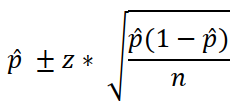 p̂ ± z * √(p̂(1 − p̂)/n)